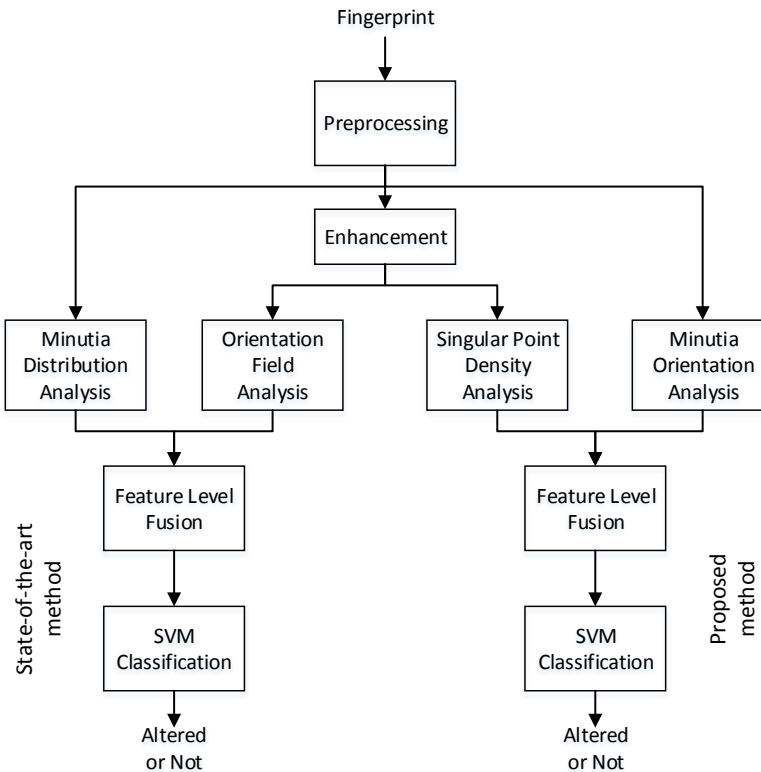 Fingerprint
Preprocessing
Enhancement
Minutia
Distribution
Analysis
Orientation
Field
Analysis
Singular Point
Density
Analysis
Minutia
Orientation
Analysis
Feature Level
Fusion
Feature Level
Fusion
State-of-the-art
method
Proposed
method
SVM
Classification
SVM
Classification
Altered
or Not
Altered
or Not